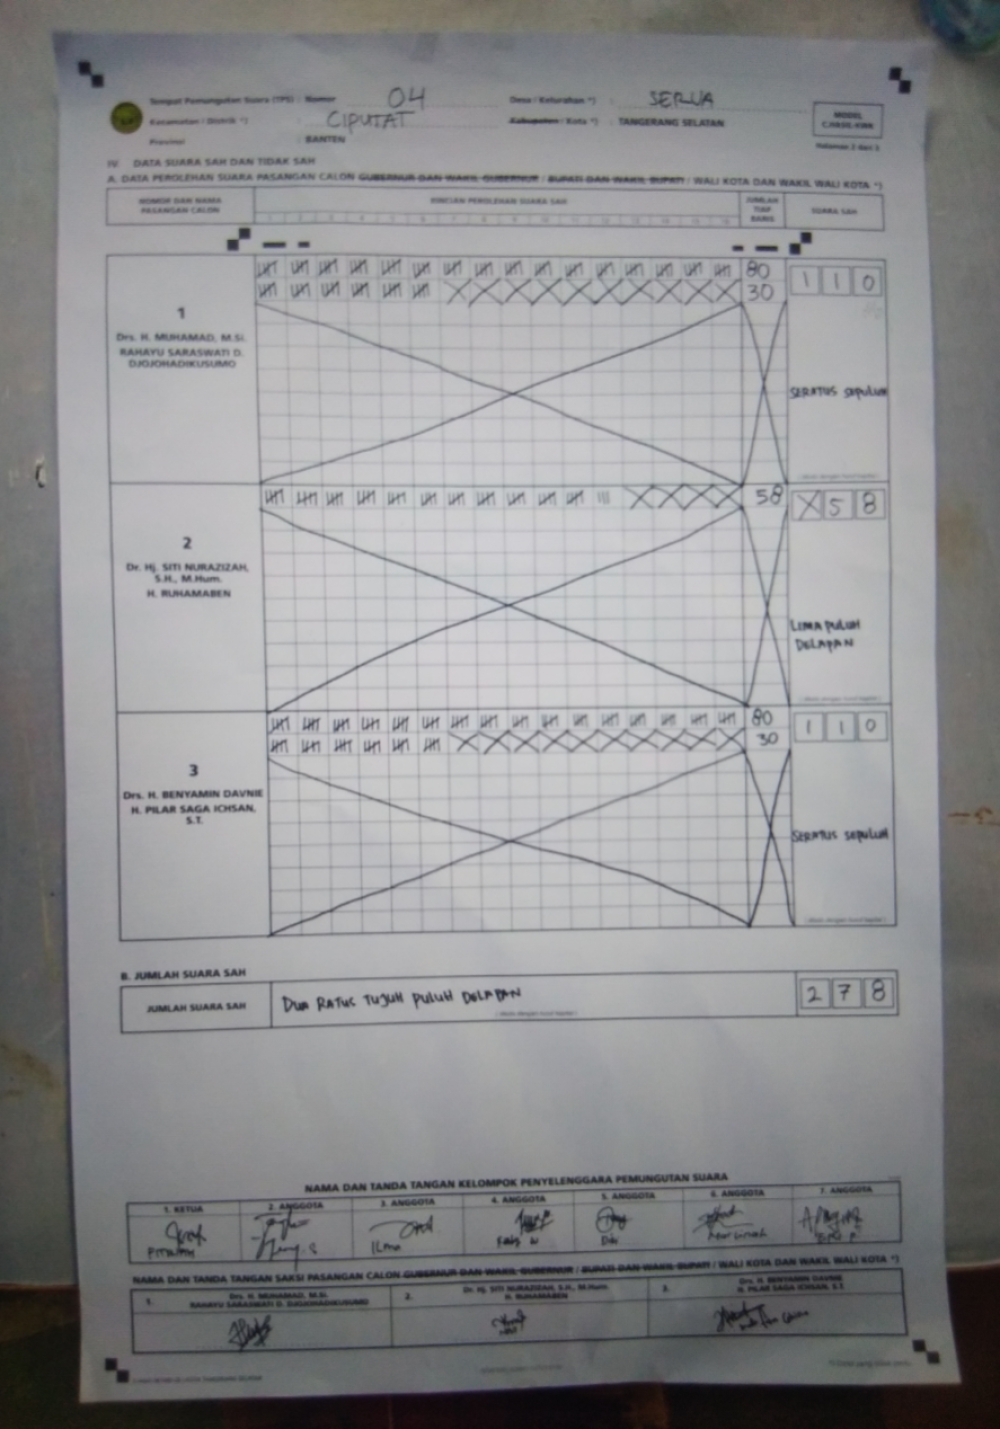 Tempat Pemungutan Suara (TPS) : Nomor 04 Desa / Kelurahan *) : SERUA
Kecamatan / Distrik *) : CIPUTAT Kabupaten / Kota *) : TANGERANG SELATAN
Provinsi : BANTEN
MODEL
C.HASIL-KWK
Halaman 2 dari 3
IV. DATA SUARA SAH DAN TIDAK SAH
A. DATA PEROLEHAN SUARA PASANGAN CALON GUBERNUR DAN WAKIL GUBERNUR / BUPATI DAN WAKIL BUPATI / WALI KOTA DAN WAKIL WALI KOTA *)
NOMOR DAN NAMA
PASANGAN CALON
RINCIAN PEROLEHAN SUARA SAH
JUMLAH
TIAP
BARIS
SUARA SAH
80
30
1 1 0
1
Drs. H. MUHAMAD, M.Si.
RAHAYU SARASWATI D.
DJOJOHADIKUSUMO
SERATUS SEPULUH
58
X 5 8
2
Dr. Hj. SITI NURAZIZAH,
S.H., M.Hum.
H. RUHAMABEN
LIMA PULUH
DELAPAN
80
30
1 1 0
3
Drs. H. BENYAMIN DAVNIE
H. PILAR SAGA ICHSAN,
S.T.
SERATUS SEPULUH
B. JUMLAH SUARA SAH
JUMLAH SUARA SAH DUA RATUS TUJUH PULUH DELAPAN 2 7 8
NAMA DAN TANDA TANGAN KELOMPOK PENYELENGGARA PEMUNGUTAN SUARA
1. KETUA 2. ANGGOTA 3. ANGGOTA 4. ANGGOTA 5. ANGGOTA 6. ANGGOTA 7. ANGGOTA
ILMA
NAMA DAN TANDA TANGAN SAKSI PASANGAN CALON GUBERNUR DAN WAKIL GUBERNUR / BUPATI DAN WAKIL BUPATI / WALI KOTA DAN WAKIL WALI KOTA *)
1. Drs. H. MUHAMAD, M.Si.
RAHAYU SARASWATI D. DJOJOHADIKUSUMO
2. Dr. Hj. SITI NURAZIZAH, S.H., M.Hum.
H. RUHAMABEN
3. Drs. H. BENYAMIN DAVNIE
H. PILAR SAGA ICHSAN, S.T.